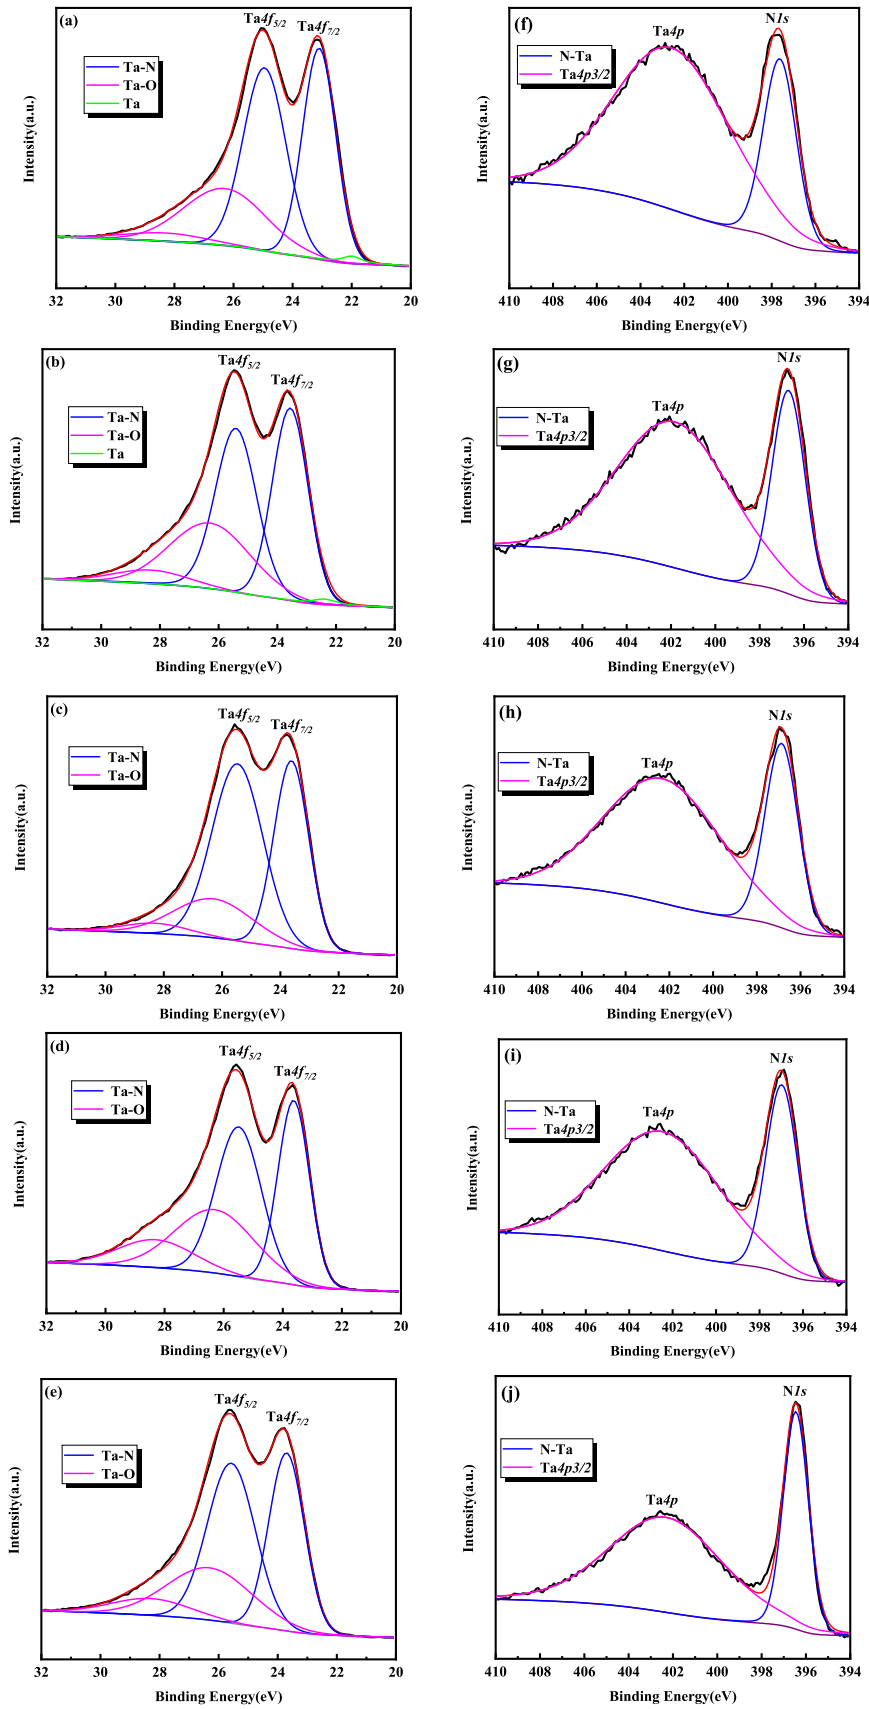 (a)
Ta4f5/2
Ta4f7/2
Ta-N
Ta-O
Ta
Intensity(a.u.)
32 30 28 26 24 22 20
Binding Energy(eV)
(f)
Ta4p
N1s
N-Ta
Ta4p3/2
Intensity(a.u.)
410 408 406 404 402 400 398 396 394
Binding Energy(eV)
(b)
Ta4f5/2
Ta4f7/2
Ta-N
Ta-O
Ta
Intensity(a.u.)
32 30 28 26 24 22 20
Binding Energy(eV)
(g)
Ta4p
N1s
N-Ta
Ta4p3/2
Intensity(a.u.)
410 408 406 404 402 400 398 396 394
Binding Energy(eV)
(c)
Ta4f5/2
Ta4f7/2
Ta-N
Ta-O
Intensity(a.u.)
32 30 28 26 24 22 20
Binding Energy(eV)
(h)
Ta4p
N1s
N-Ta
Ta4p3/2
Intensity(a.u.)
410 408 406 404 402 400 398 396 394
Binding Energy(eV)
(d)
Ta4f5/2
Ta4f7/2
Ta-N
Ta-O
Intensity(a.u.)
32 30 28 26 24 22 20
Binding Energy(eV)
(i)
Ta4p
N1s
N-Ta
Ta4p3/2
Intensity(a.u.)
410 408 406 404 402 400 398 396 394
Binding Energy(eV)
(e)
Ta4f5/2
Ta4f7/2
Ta-N
Ta-O
Intensity(a.u.)
32 30 28 26 24 22 20
Binding Energy(eV)
(j)
Ta4p
N1s
N-Ta
Ta4p3/2
Intensity(a.u.)
410 408 406 404 402 400 398 396 394
Binding Energy(eV)